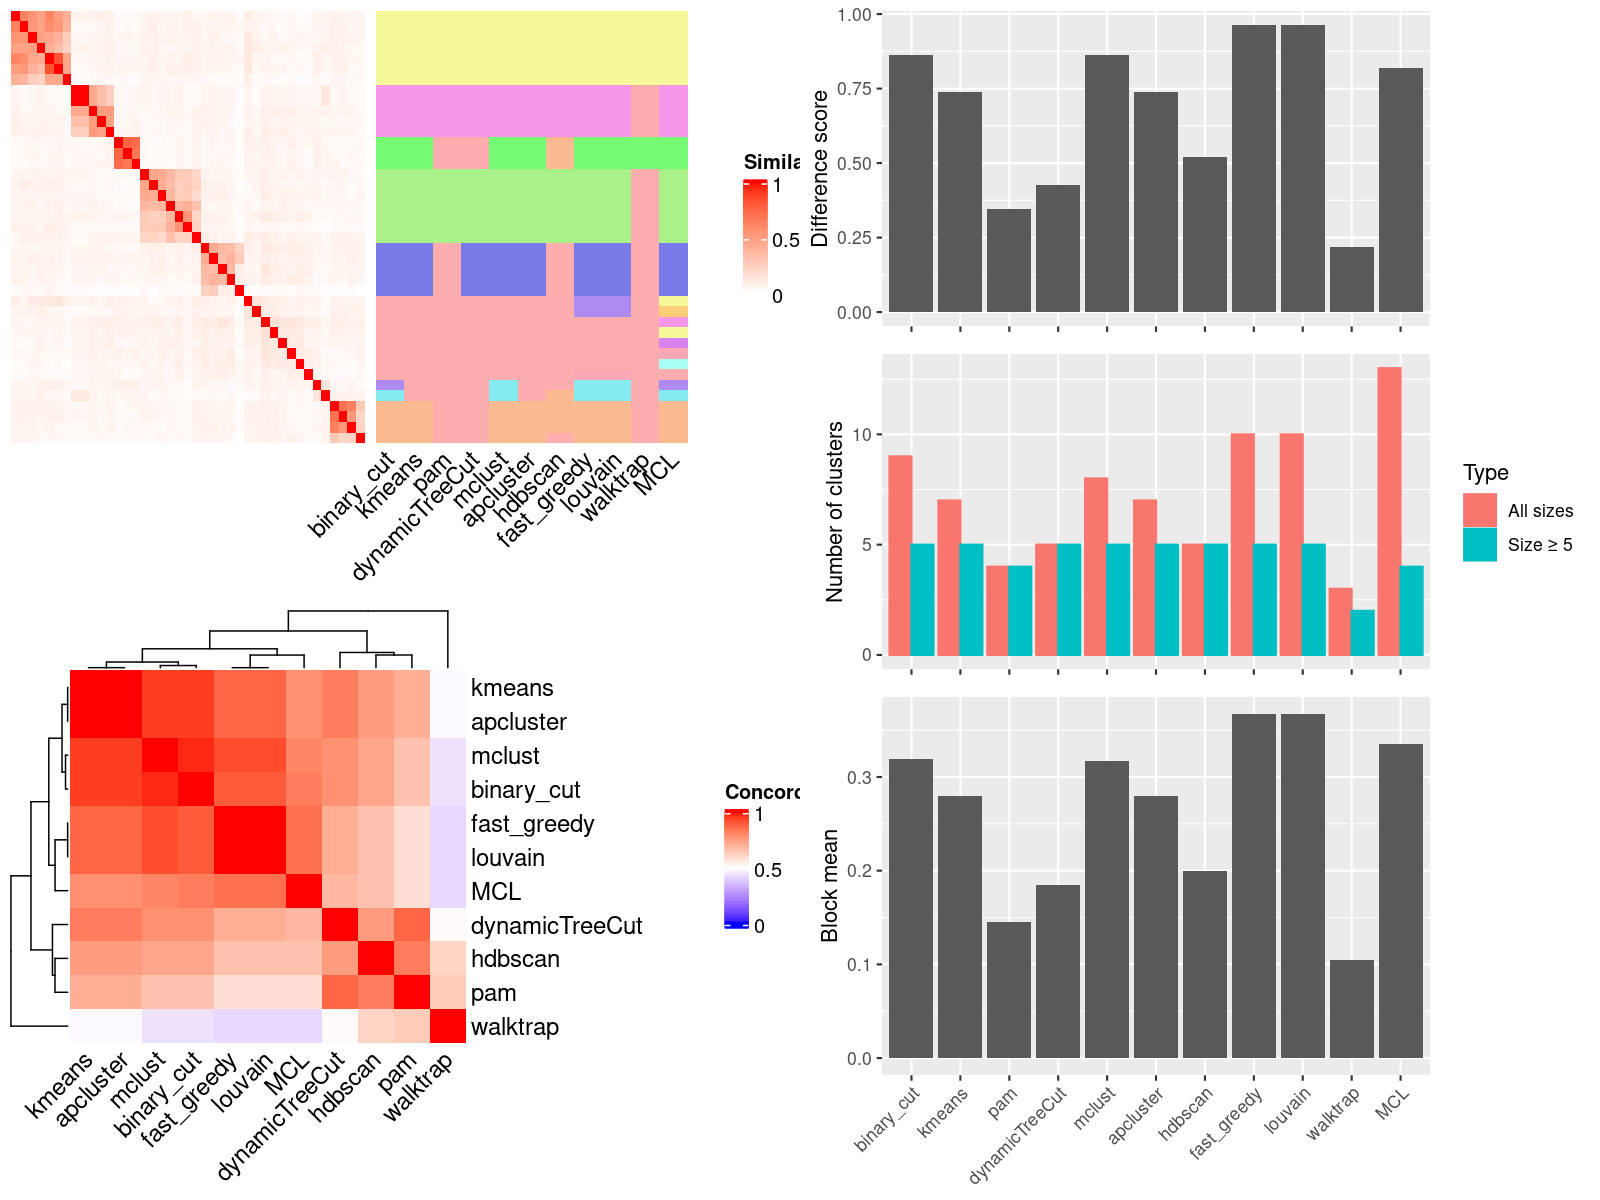 Simila
1
0.5
0
binary_cut
kmeans
pam
dynamicTreeCut
mclust
apcluster
hdbscan
fast_greedy
louvain
walktrap
MCL
kmeans
apcluster
mclust
binary_cut
fast_greedy
louvain
MCL
dynamicTreeCut
hdbscan
pam
walktrap
Concord
1
0.5
0
kmeans
apcluster
mclust
binary_cut
fast_greedy
louvain
MCL
dynamicTreeCut
hdbscan
pam
walktrap
Difference score
1.00
0.75
0.50
0.25
0.00
Number of clusters
10
5
0
Type
All sizes
Size ≥ 5
Block mean
0.3
0.2
0.1
0.0
binary_cut
kmeans
pam
dynamicTreeCut
mclust
apcluster
hdbscan
fast_greedy
louvain
walktrap
MCL